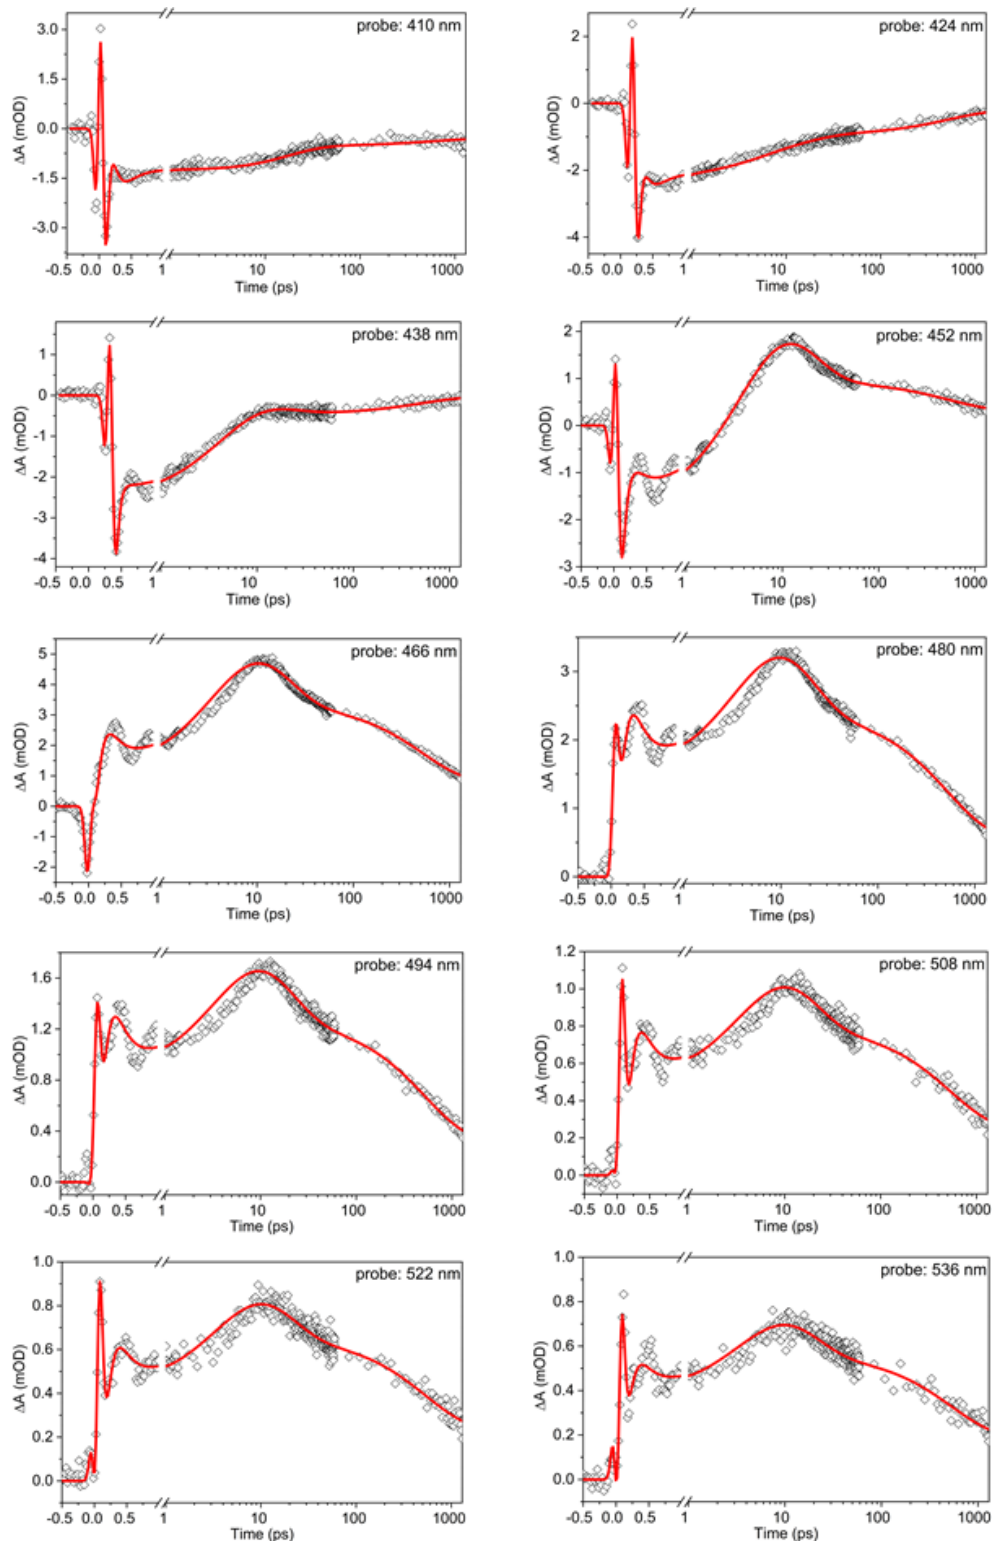 probe: 410 nm
ΔA (mOD)
3.0
1.5
0.0
-1.5
-3.0
-0.5 0.0 0.5 1 10 100 1000
Time (ps)
probe: 424 nm
ΔA (mOD)
2
0
-2
-4
-0.5 0.0 0.5 1 10 100 1000
Time (ps)
probe: 438 nm
ΔA (mOD)
1
0
-1
-2
-3
-4
-0.5 0.0 0.5 1 10 100 1000
Time (ps)
probe: 452 nm
ΔA (mOD)
2
1
0
-1
-2
-3
-0.5 0.0 0.5 1 10 100 1000
Time (ps)
probe: 466 nm
ΔA (mOD)
5
4
3
2
1
0
-1
-2
-0.5 0.0 0.5 1 10 100 1000
Time (ps)
probe: 480 nm
ΔA (mOD)
3
2
1
0
-0.5 0.0 0.5 1 10 100 1000
Time (ps)
probe: 494 nm
ΔA (mOD)
1.6
1.2
0.8
0.4
0.0
-0.5 0.0 0.5 1 10 100 1000
Time (ps)
probe: 508 nm
ΔA (mOD)
1.2
1.0
0.8
0.6
0.4
0.2
0.0
-0.5 0.0 0.5 1 10 100 1000
Time (ps)
probe: 522 nm
ΔA (mOD)
1.0
0.8
0.6
0.4
0.2
0.0
-0.5 0.0 0.5 1 10 100 1000
Time (ps)
probe: 536 nm
ΔA (mOD)
1.0
0.8
0.6
0.4
0.2
0.0
-0.5 0.0 0.5 1 10 100 1000
Time (ps)